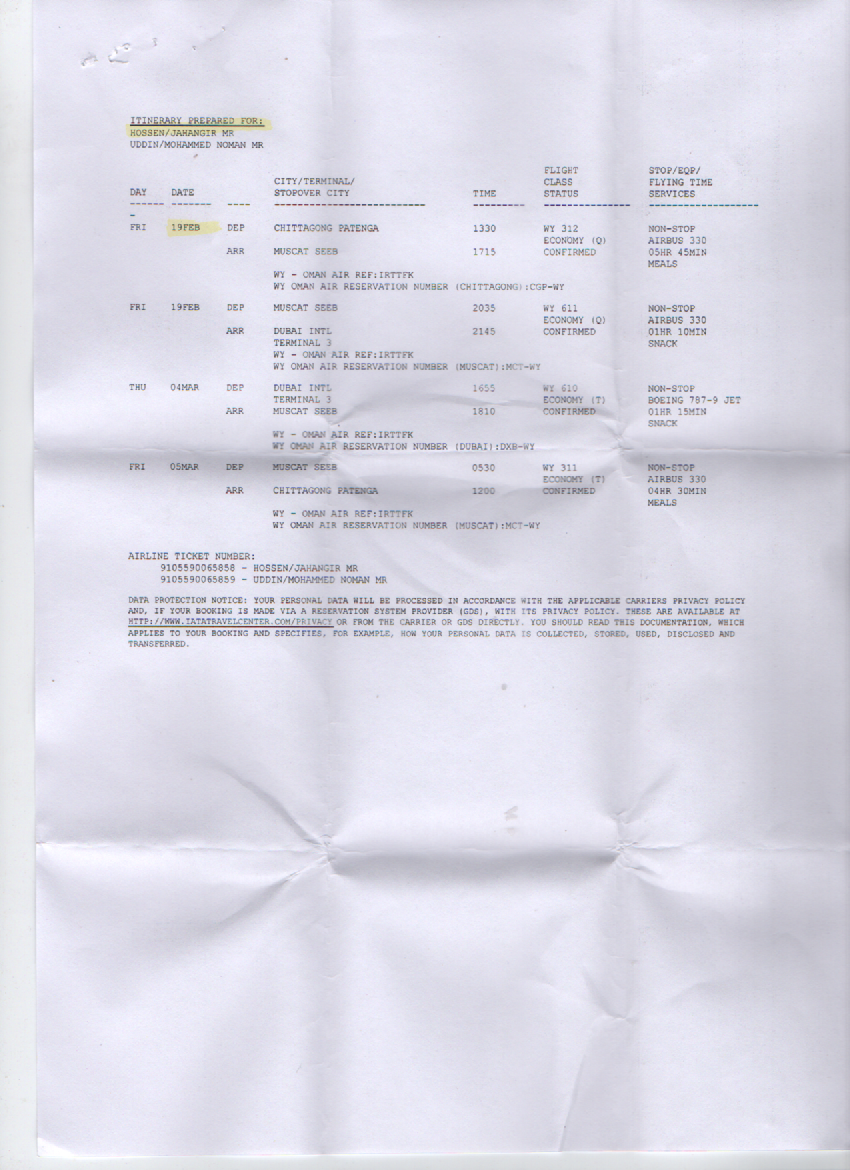 ITINERARY PREPARED FOR:
HOSSEN/JAHANGIR MR
UDDIN/MOHAMMED NOMAN MR
FLIGHT STOP/EQP/
CITY/TERMINAL/ CLASS FLYING TIME
DAY DATE STOPOVER CITY TIME STATUS SERVICES
------ ------- ---- -------------------------- --------- --------------- -------------------
-
FRI 19FEB DEP CHITTAGONG PATENGA 1330 WY 312 NON-STOP
ECONOMY (Q) AIRBUS 330
ARR MUSCAT SEEB 1715 CONFIRMED 05HR 45MIN
MEALS
WY - OMAN AIR REF:IRTTFK
WY OMAN AIR RESERVATION NUMBER (CHITTAGONG):CGP-WY
FRI 19FEB DEP MUSCAT SEEB 2035 WY 611 NON-STOP
ECONOMY (Q) AIRBUS 330
ARR DUBAI INTL 2145 CONFIRMED 01HR 10MIN
TERMINAL 3 SNACK
WY - OMAN AIR REF:IRTTFK
WY OMAN AIR RESERVATION NUMBER (MUSCAT):MCT-WY
THU 04MAR DEP DUBAI INTL 1655 WY 610 NON-STOP
TERMINAL 3 ECONOMY (T) BOEING 787-9 JET
ARR MUSCAT SEEB 1810 CONFIRMED 01HR 15MIN
SNACK
WY - OMAN AIR REF:IRTTFK
WY OMAN AIR RESERVATION NUMBER (DUBAI):DXB-WY
FRI 05MAR DEP MUSCAT SEEB 0530 WY 311 NON-STOP
ECONOMY (T) AIRBUS 330
ARR CHITTAGONG PATENGA 1200 CONFIRMED 04HR 30MIN
MEALS
WY - OMAN AIR REF:IRTTFK
WY OMAN AIR RESERVATION NUMBER (MUSCAT):MCT-WY
AIRLINE TICKET NUMBER:
9105590065858 - HOSSEN/JAHANGIR MR
9105590065859 - UDDIN/MOHAMMED NOMAN MR
DATA PROTECTION NOTICE: YOUR PERSONAL DATA WILL BE PROCESSED IN ACCORDANCE WITH THE APPLICABLE CARRIERS PRIVACY POLICY
AND, IF YOUR BOOKING IS MADE VIA A RESERVATION SYSTEM PROVIDER (GDS), WITH ITS PRIVACY POLICY. THESE ARE AVAILABLE AT
HTTP://WWW.IATATRAVELCENTER.COM/PRIVACY OR FROM THE CARRIER OR GDS DIRECTLY. YOU SHOULD READ THIS DOCUMENTATION, WHICH
APPLIES TO YOUR BOOKING AND SPECIFIES, FOR EXAMPLE, HOW YOUR PERSONAL DATA IS COLLECTED, STORED, USED, DISCLOSED AND
TRANSFERRED.